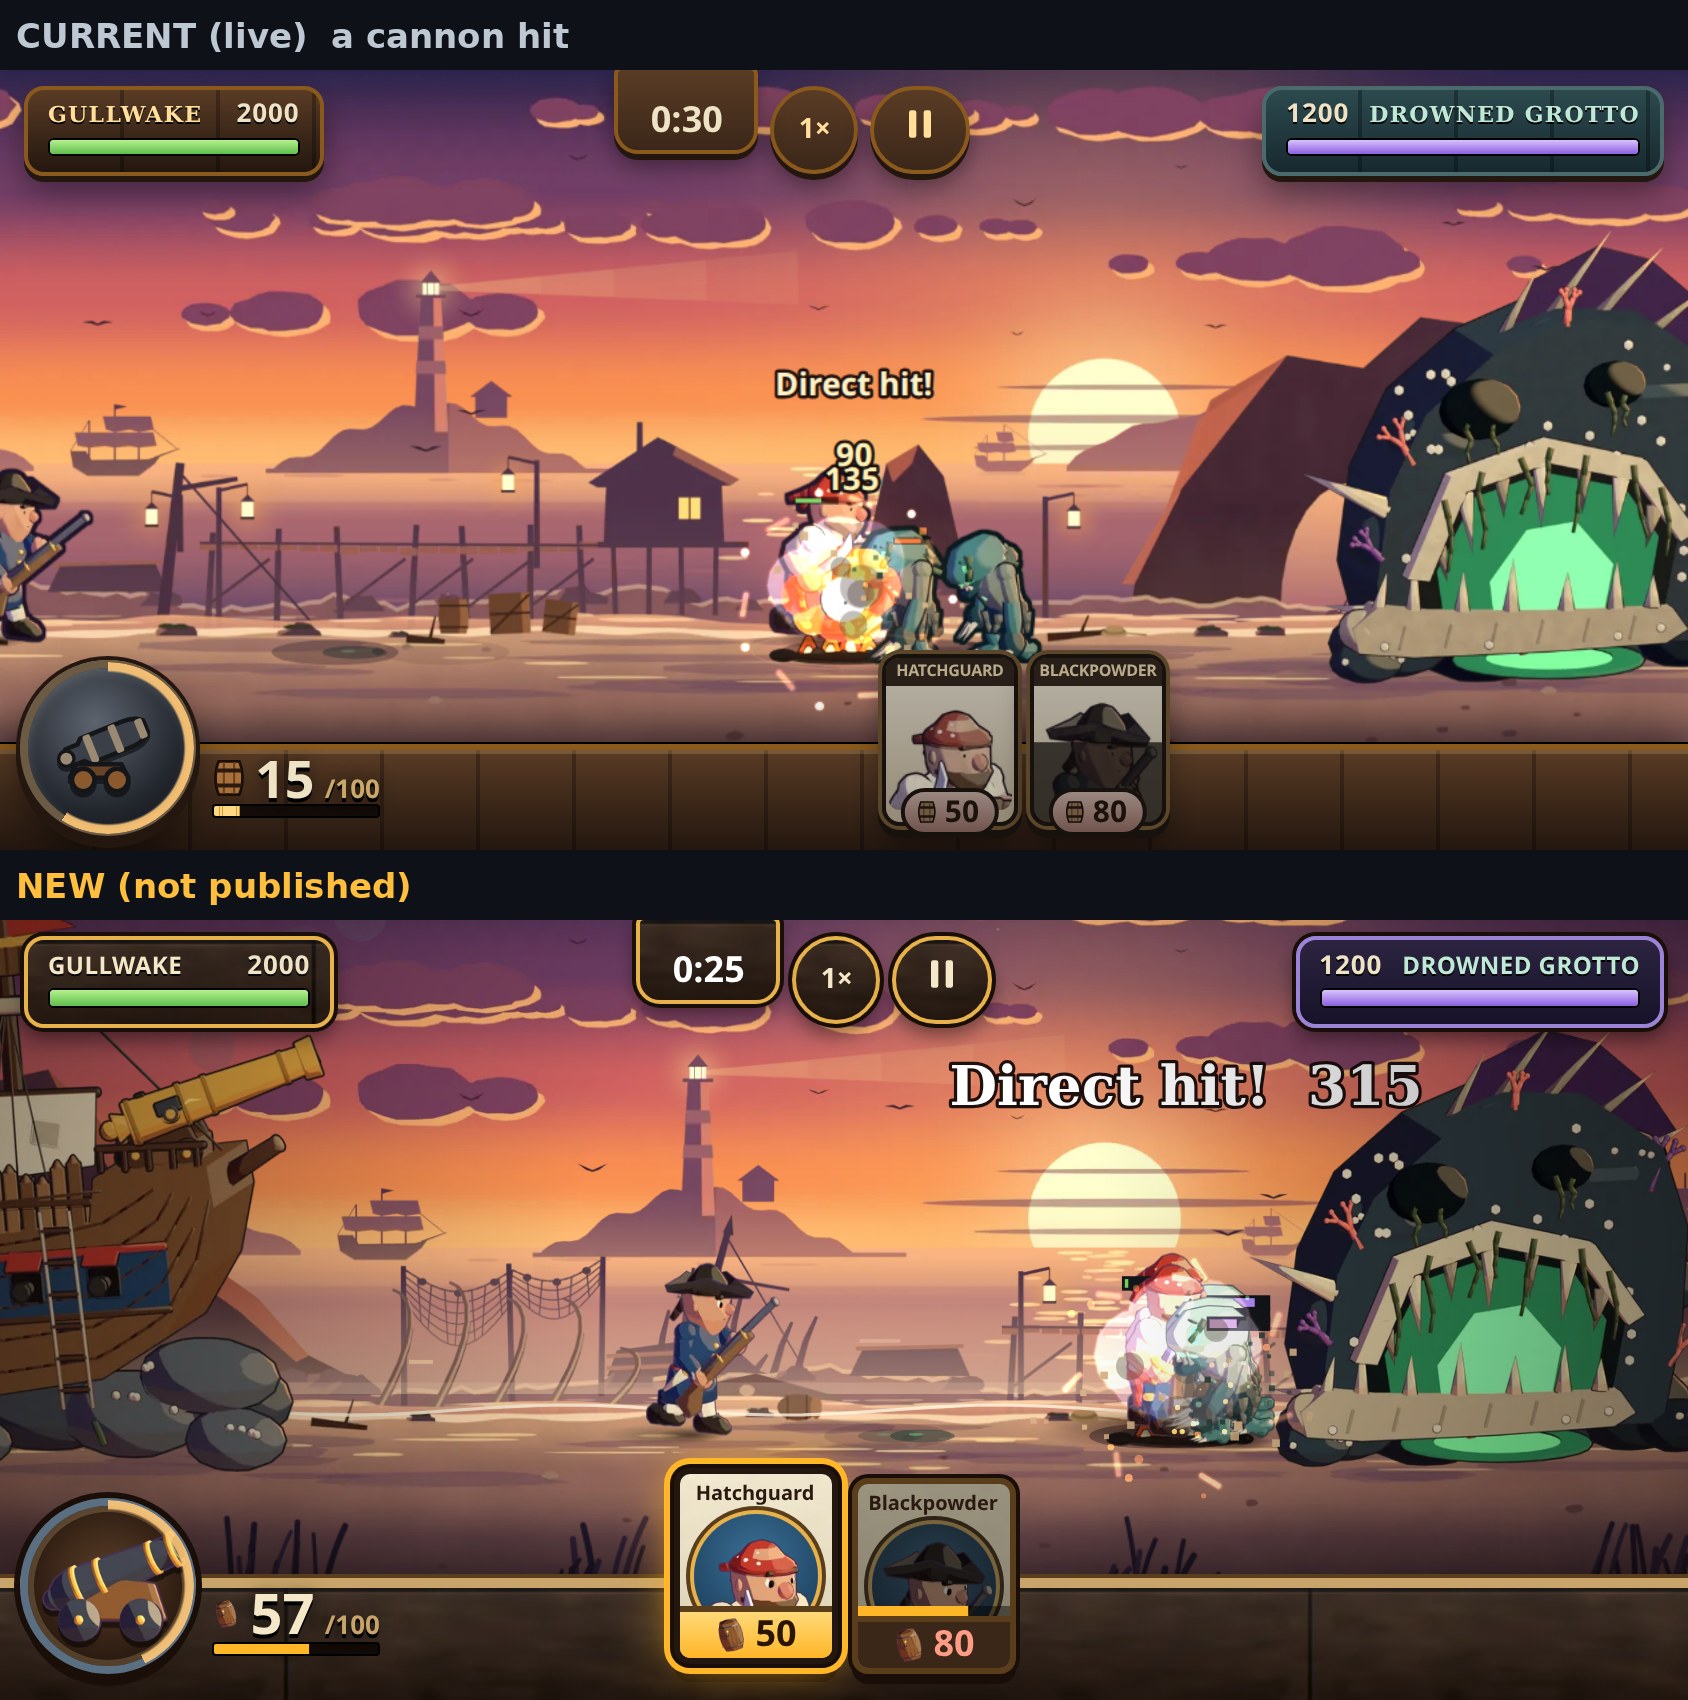 CURRENT (live) a cannon hit
GULLWAKE 2000
0:30
1×
1200 DROWNED GROTTO
Direct hit!
90
135
HATCHGUARD
BLACKPOWDER
15 /100
50
80
NEW (not published)
GULLWAKE 2000
0:25
1×
1200 DROWNED GROTTO
Direct hit! 315
Hatchguard
Blackpowder
57 /100
50
80